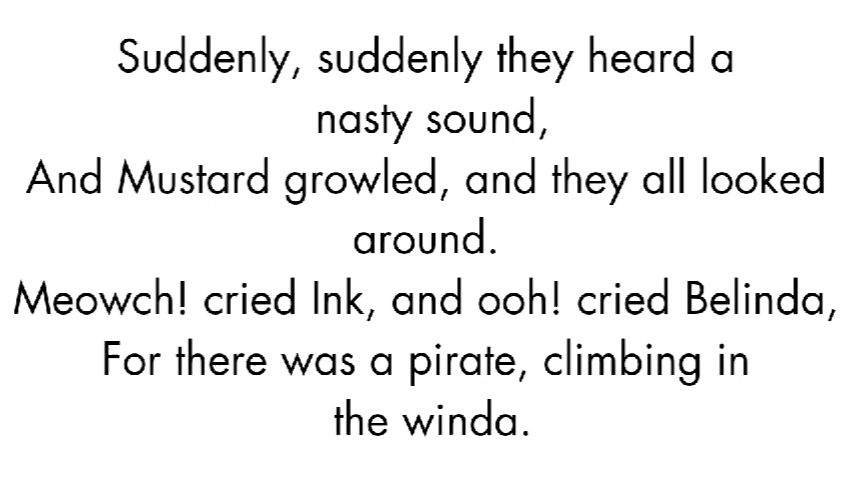 Suddenly, suddenly they heard a
nasty sound,
And Mustard growled, and they all looked
around.
Meowch! cried Ink, and ooh! cried Belinda,
For there was a pirate, climbing in
the winda.